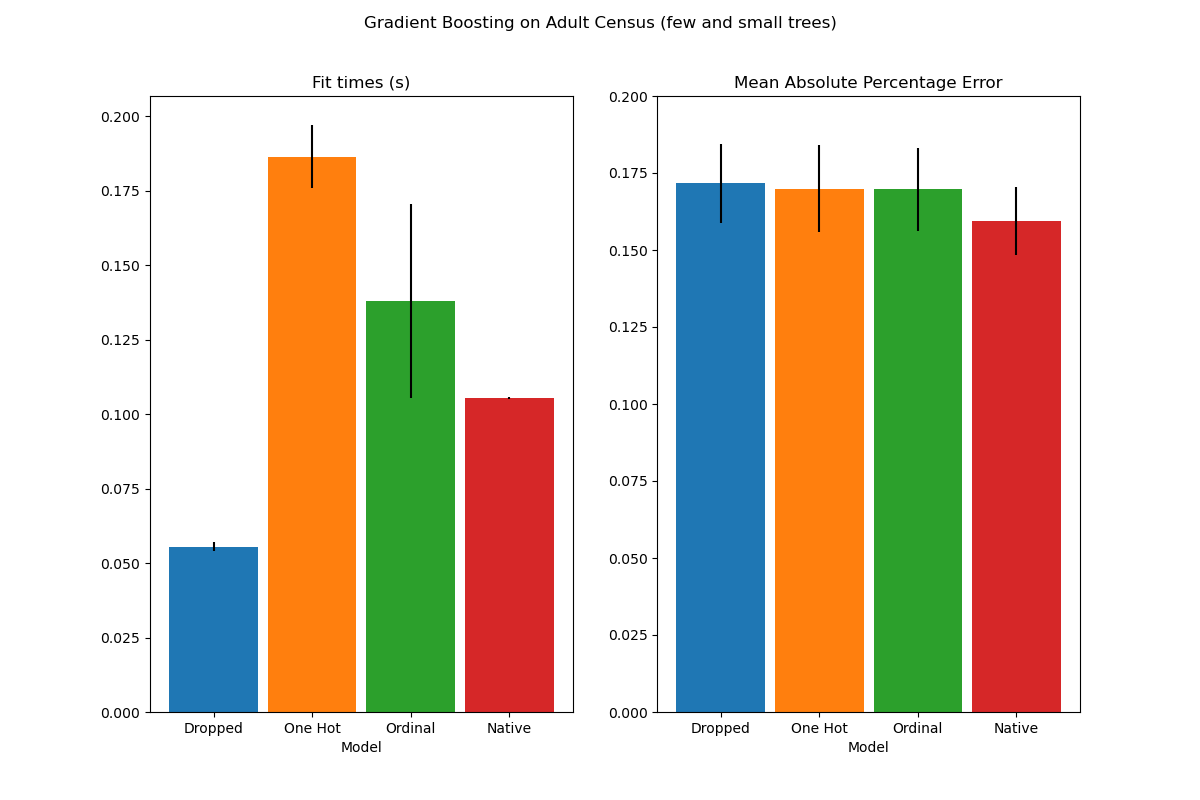 Gradient Boosting on Adult Census (few and small trees)
Fit times (s)
0.200
0.175
0.150
0.125
0.100
0.075
0.050
0.025
0.000
Dropped One Hot Ordinal Native
Model
Mean Absolute Percentage Error
0.200
0.175
0.150
0.125
0.100
0.075
0.050
0.025
0.000
Dropped One Hot Ordinal Native
Model